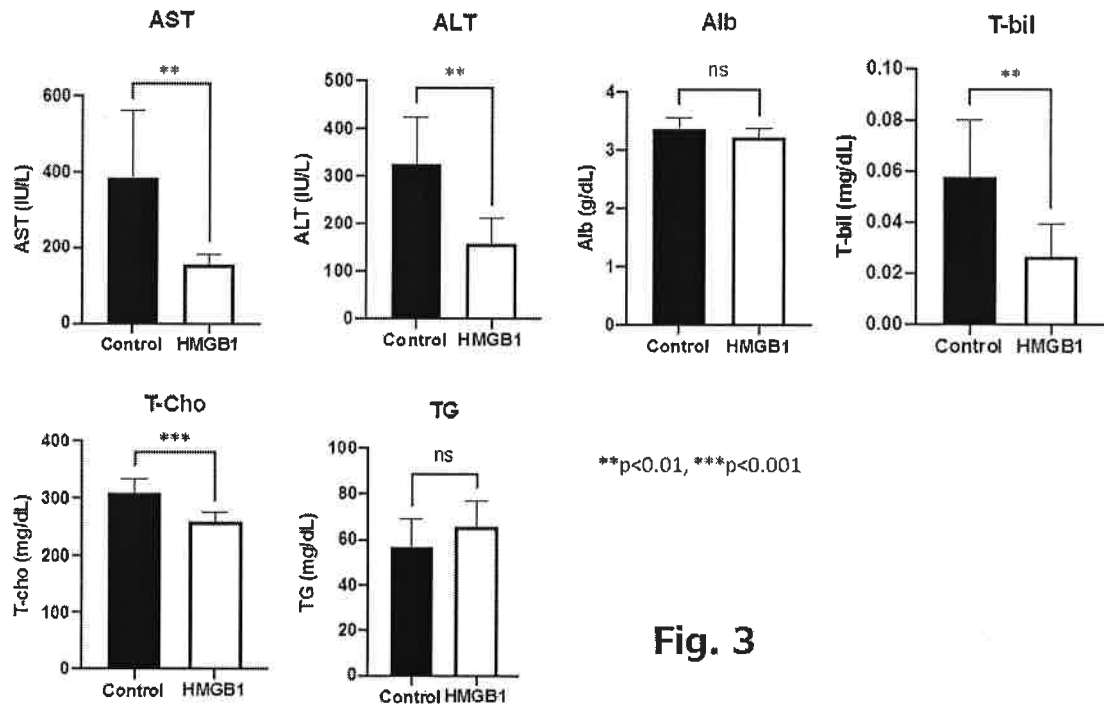 AST
**
600
400
200
0
AST (IU/L)
Control HMGB1
ALT
**
500
400
300
200
100
0
ALT (IU/L)
Control HMGB1
Alb
ns
4
3
2
1
0
Alb (g/dL)
Control HMGB1
T-bil
**
0.10
0.08
0.06
0.04
0.02
0.00
T-bil (mg/dL)
Control HMGB1
T-Cho
***
400
300
200
100
0
T-cho (mg/dL)
Control HMGB1
TG
ns
100
80
60
40
20
0
TG (mg/dL)
Control HMGB1
**p<0.01, ***p<0.001
Fig. 3